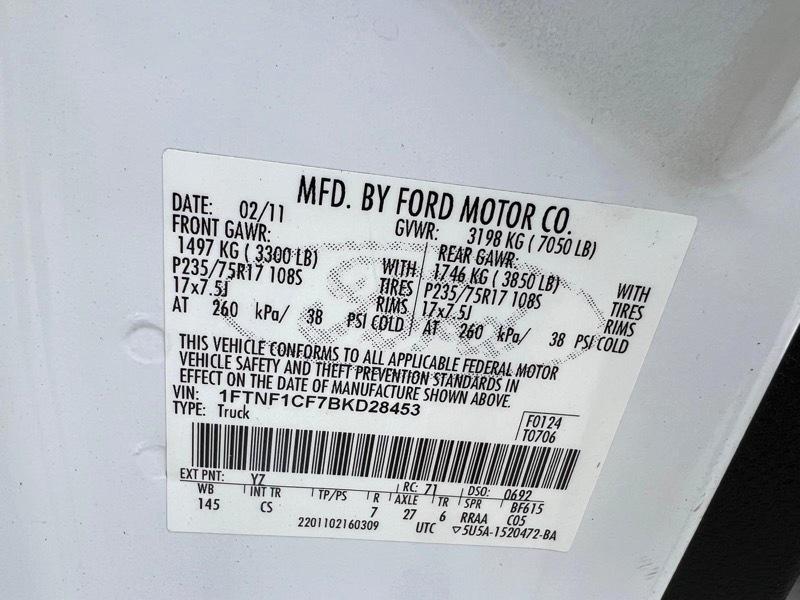 MFD. BY FORD MOTOR CO.
DATE: 02/11 GVWR: 3198 KG ( 7050 LB)
FRONT GAWR: REAR GAWR:
1497 KG ( 3300 LB) WITH 1746 KG ( 3850 LB) WITH
P235/75R17 108S TIRES P235/75R17 108S TIRES
17x7.5J RIMS 17x7.5J RIMS
AT 260 kPa/ 38 PSI COLD AT 260 kPa/ 38 PSI COLD
THIS VEHICLE CONFORMS TO ALL APPLICABLE FEDERAL MOTOR
VEHICLE SAFETY AND THEFT PREVENTION STANDARDS IN
EFFECT ON THE DATE OF MANUFACTURE SHOWN ABOVE.
VIN: 1FTNF1CF7BKD28453
TYPE: Truck
F0124
T0706
EXT PNT: YZ RC: 71 DSO: 0692
WB INT TR TP/PS R AXLE TR SPR BF615
145 CS 7 27 6 RRAA C05
2201102160309 UTC ▽5U5A-1520472-BA